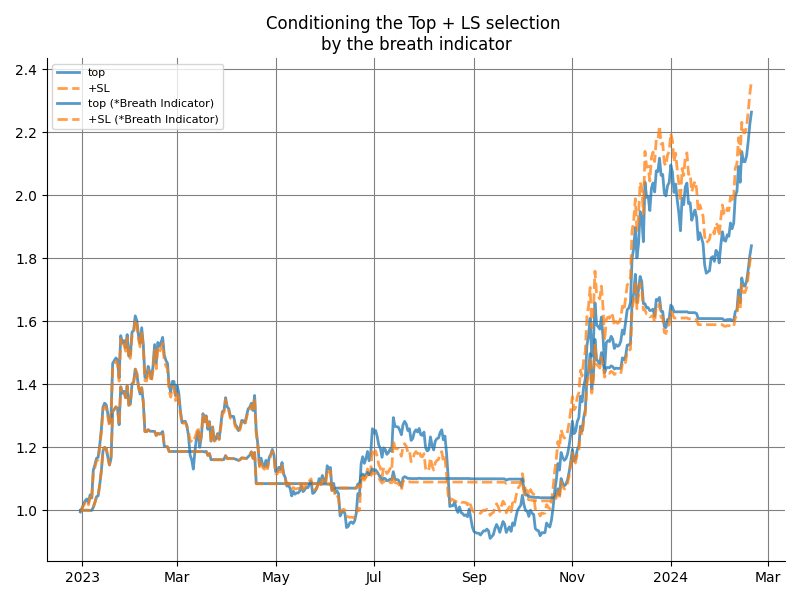 Conditioning the Top + LS selection
by the breath indicator
top
+SL
top (*Breath Indicator)
+SL (*Breath Indicator)
2.4
2.2
2.0
1.8
1.6
1.4
1.2
1.0
2023 Mar May Jul Sep Nov 2024 Mar